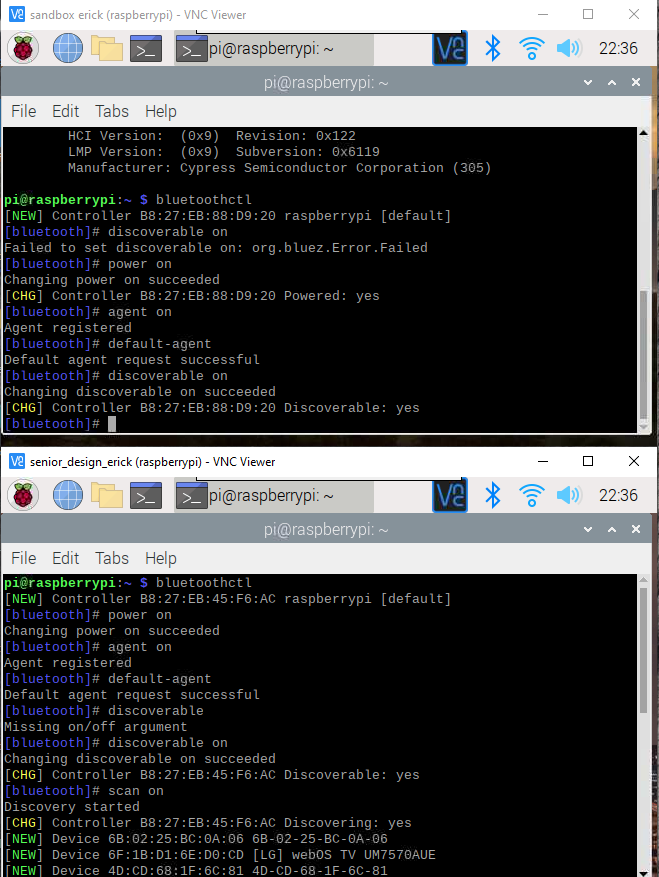 sandbox erick (raspberrypi) - VNC Viewer
pi@raspberrypi: ~
22:36
pi@raspberrypi: ~
File Edit Tabs Help
HCI Version: (0x9) Revision: 0x122
LMP Version: (0x9) Subversion: 0x6119
Manufacturer: Cypress Semiconductor Corporation (305)
pi@raspberrypi:~ $ bluetoothctl
[NEW] Controller B8:27:EB:88:D9:20 raspberrypi [default]
[bluetooth]# discoverable on
Failed to set discoverable on: org.bluez.Error.Failed
[bluetooth]# power on
Changing power on succeeded
[CHG] Controller B8:27:EB:88:D9:20 Powered: yes
[bluetooth]# agent on
Agent registered
[bluetooth]# default-agent
Default agent request successful
[bluetooth]# discoverable on
Changing discoverable on succeeded
[CHG] Controller B8:27:EB:88:D9:20 Discoverable: yes
[bluetooth]#
senior_design_erick (raspberrypi) - VNC Viewer
pi@raspberrypi: ~
22:36
pi@raspberrypi: ~
File Edit Tabs Help
pi@raspberrypi:~ $ bluetoothctl
[NEW] Controller B8:27:EB:45:F6:AC raspberrypi [default]
[bluetooth]# power on
Changing power on succeeded
[bluetooth]# agent on
Agent registered
[bluetooth]# default-agent
Default agent request successful
[bluetooth]# discoverable
Missing on/off argument
[bluetooth]# discoverable on
Changing discoverable on succeeded
[CHG] Controller B8:27:EB:45:F6:AC Discoverable: yes
[bluetooth]# scan on
Discovery started
[CHG] Controller B8:27:EB:45:F6:AC Discovering: yes
[NEW] Device 6B:02:25:BC:0A:06 6B-02-25-BC-0A-06
[NEW] Device 6F:1B:D1:6E:D0:CD [LG] webOS TV UM7570AUE
[NEW] Device 4D:CD:68:1F:6C:81 4D-CD-68-1F-6C-81